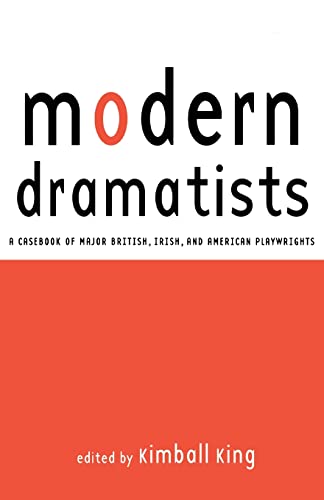 modern
dramatists
A CASEBOOK OF MAJOR BRITISH, IRISH, AND AMERICAN PLAYWRIGHTS
edited by Kimball King